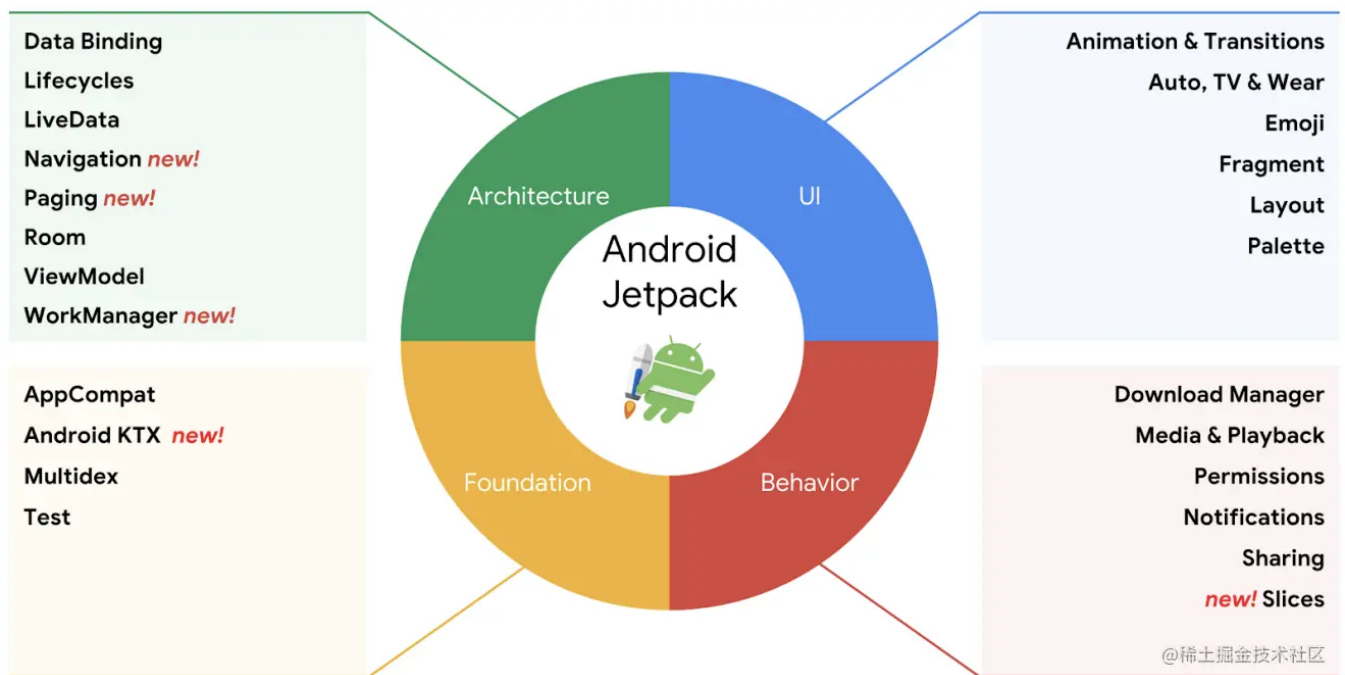 Data Binding
Lifecycles
LiveData
Navigation new!
Paging new!
Room
ViewModel
WorkManager new!
Animation & Transitions
Auto, TV & Wear
Emoji
Fragment
Layout
Palette
Architecture
UI
Android
Jetpack
Foundation
Behavior
AppCompat
Android KTX new!
Multidex
Test
Download Manager
Media & Playback
Permissions
Notifications
Sharing
new! Slices
@稀土掘金技术社区